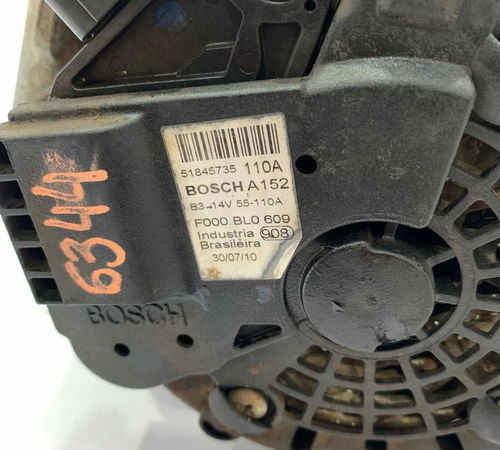 51845735 110A
BOSCH A152
B3-14V 55-110A
F000 BL0 609
Industria 908
Brasileira
30/07/10
6344
BOSCH